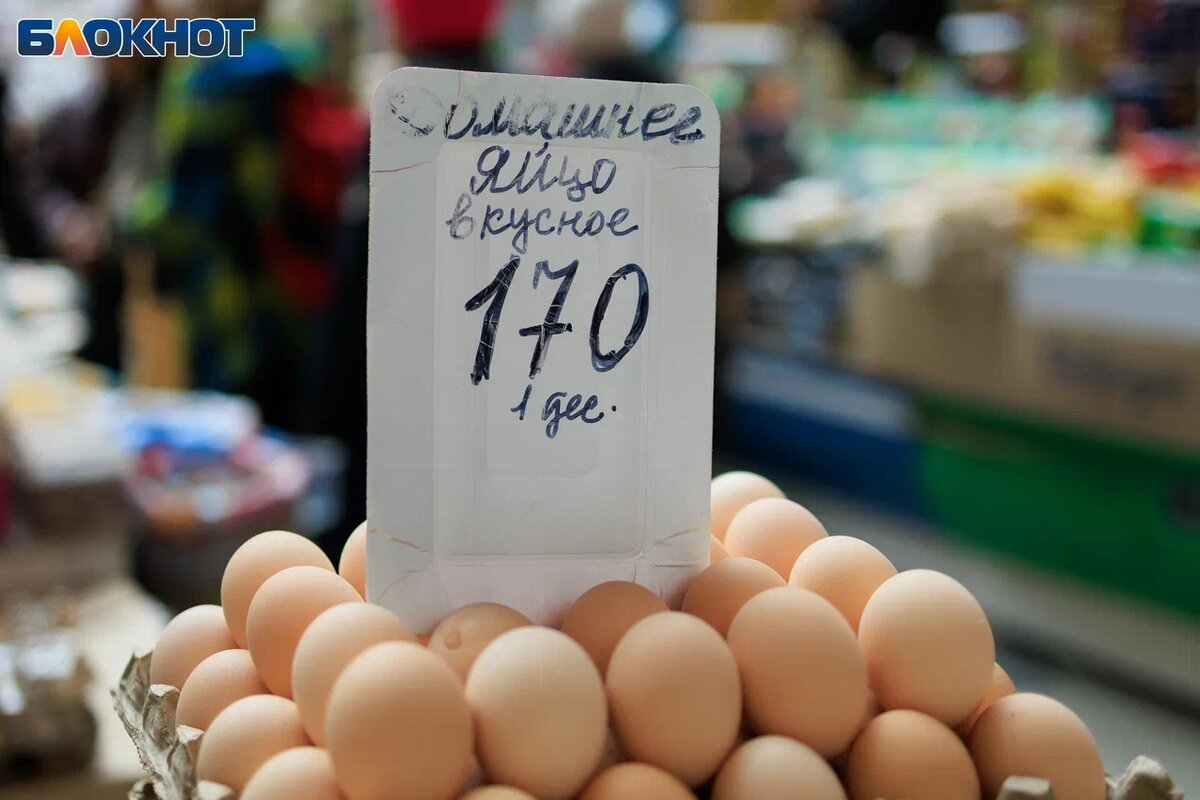 БЛОКНОТ
Домашнее
яйцо
вкусное
170
1 дес.